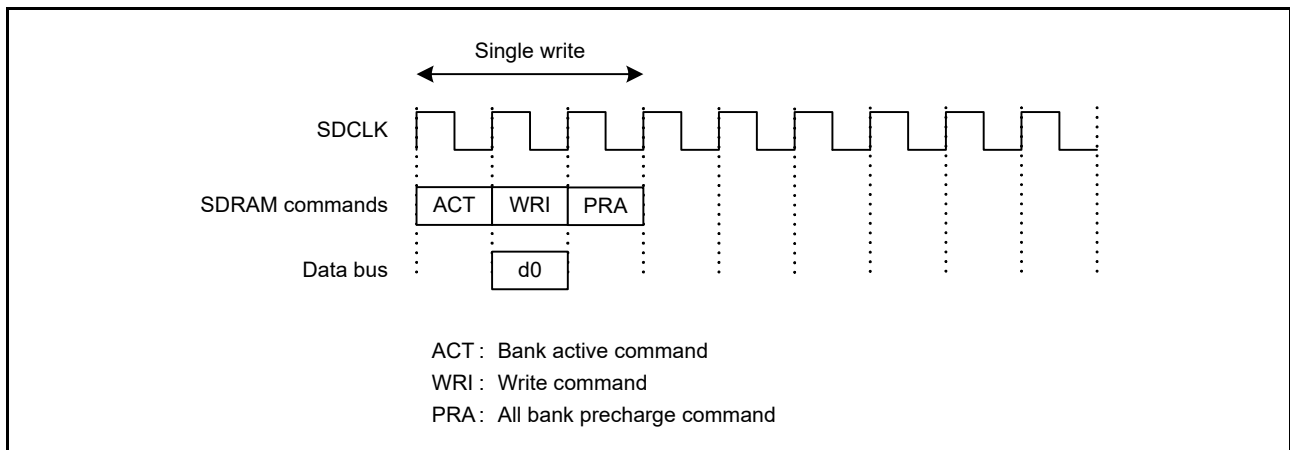 Single write
SDCLK
SDRAM commands ACT WRI PRA
Data bus d0
ACT : Bank active command
WRI : Write command
PRA : All bank precharge command